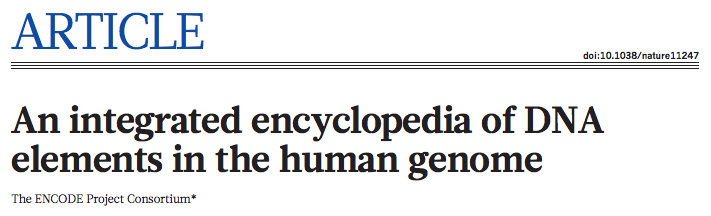 ARTICLE
doi:10.1038/nature11247
An integrated encyclopedia of DNA
elements in the human genome
The ENCODE Project Consortium*